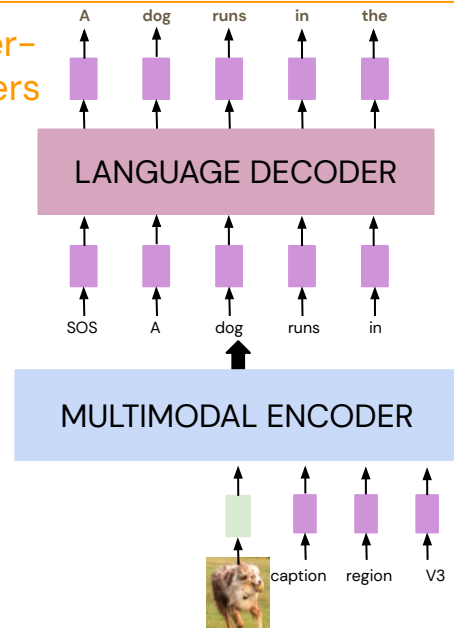 A dog runs in the
er-
ers
LANGUAGE DECODER
SOS A dog runs in
MULTIMODAL ENCODER
caption region V3